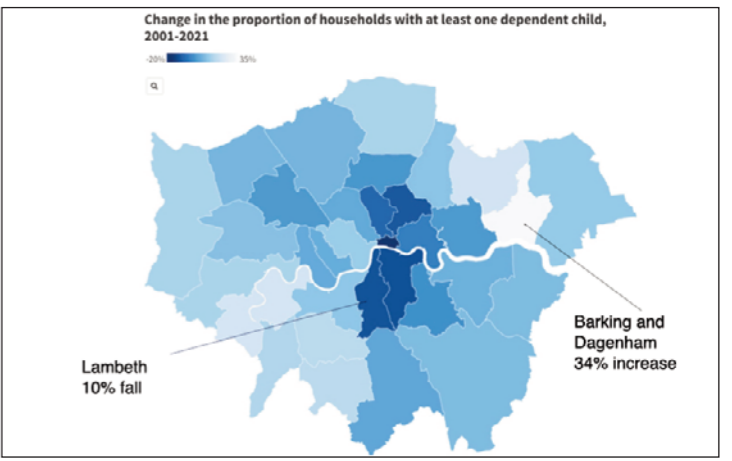 Change in the proportion of households with at least one dependent child,
2001-2021
-20% 35%
Barking and
Dagenham
34% increase
Lambeth
10% fall